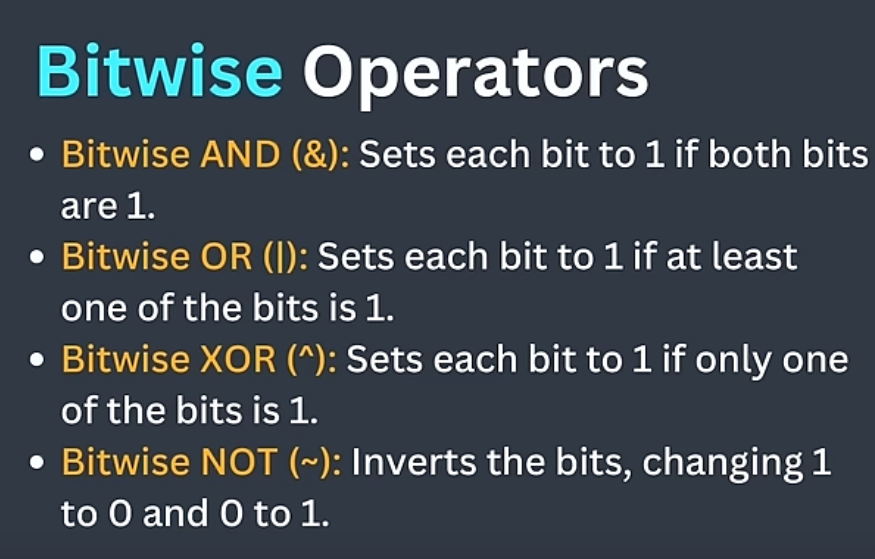 Bitwise Operators
• Bitwise AND (&): Sets each bit to 1 if both bits
are 1.
• Bitwise OR (|): Sets each bit to 1 if at least
one of the bits is 1.
• Bitwise XOR (^): Sets each bit to 1 if only one
of the bits is 1.
• Bitwise NOT (~): Inverts the bits, changing 1
to 0 and 0 to 1.